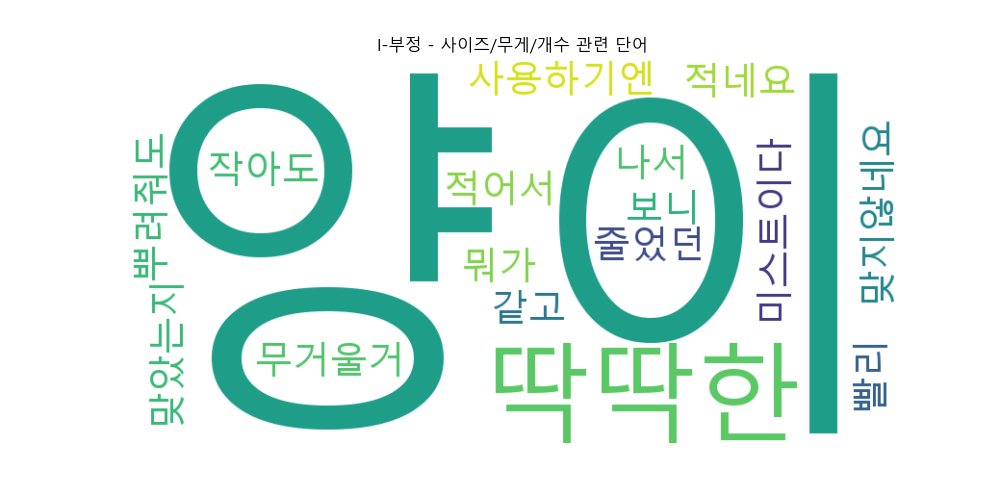 I-부정 - 사이즈/무게/개수 관련 단어
사용하기엔
적네요
양이
작아도
적어서
나서
보니
줄었던
뭐가
같고
무거울거
딱딱한
뿌려줘도
맞았는지
미스트이다
맞지않네요
빨리